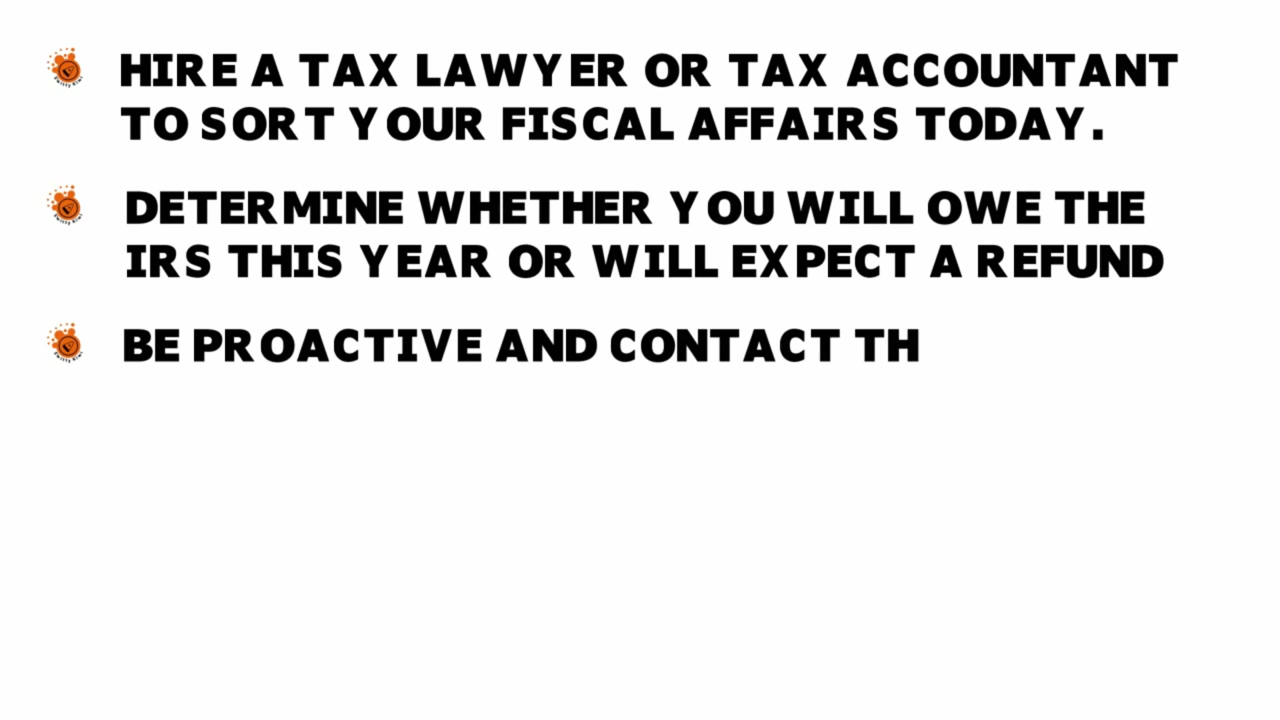 HIRE A TAX LAWYER OR TAX ACCOUNTANT
TO SORT YOUR FISCAL AFFAIRS TODAY.
DETERMINE WHETHER YOU WILL OWE THE
IRS THIS YEAR OR WILL EXPECT A REFUND
BE PROACTIVE AND CONTACT TH